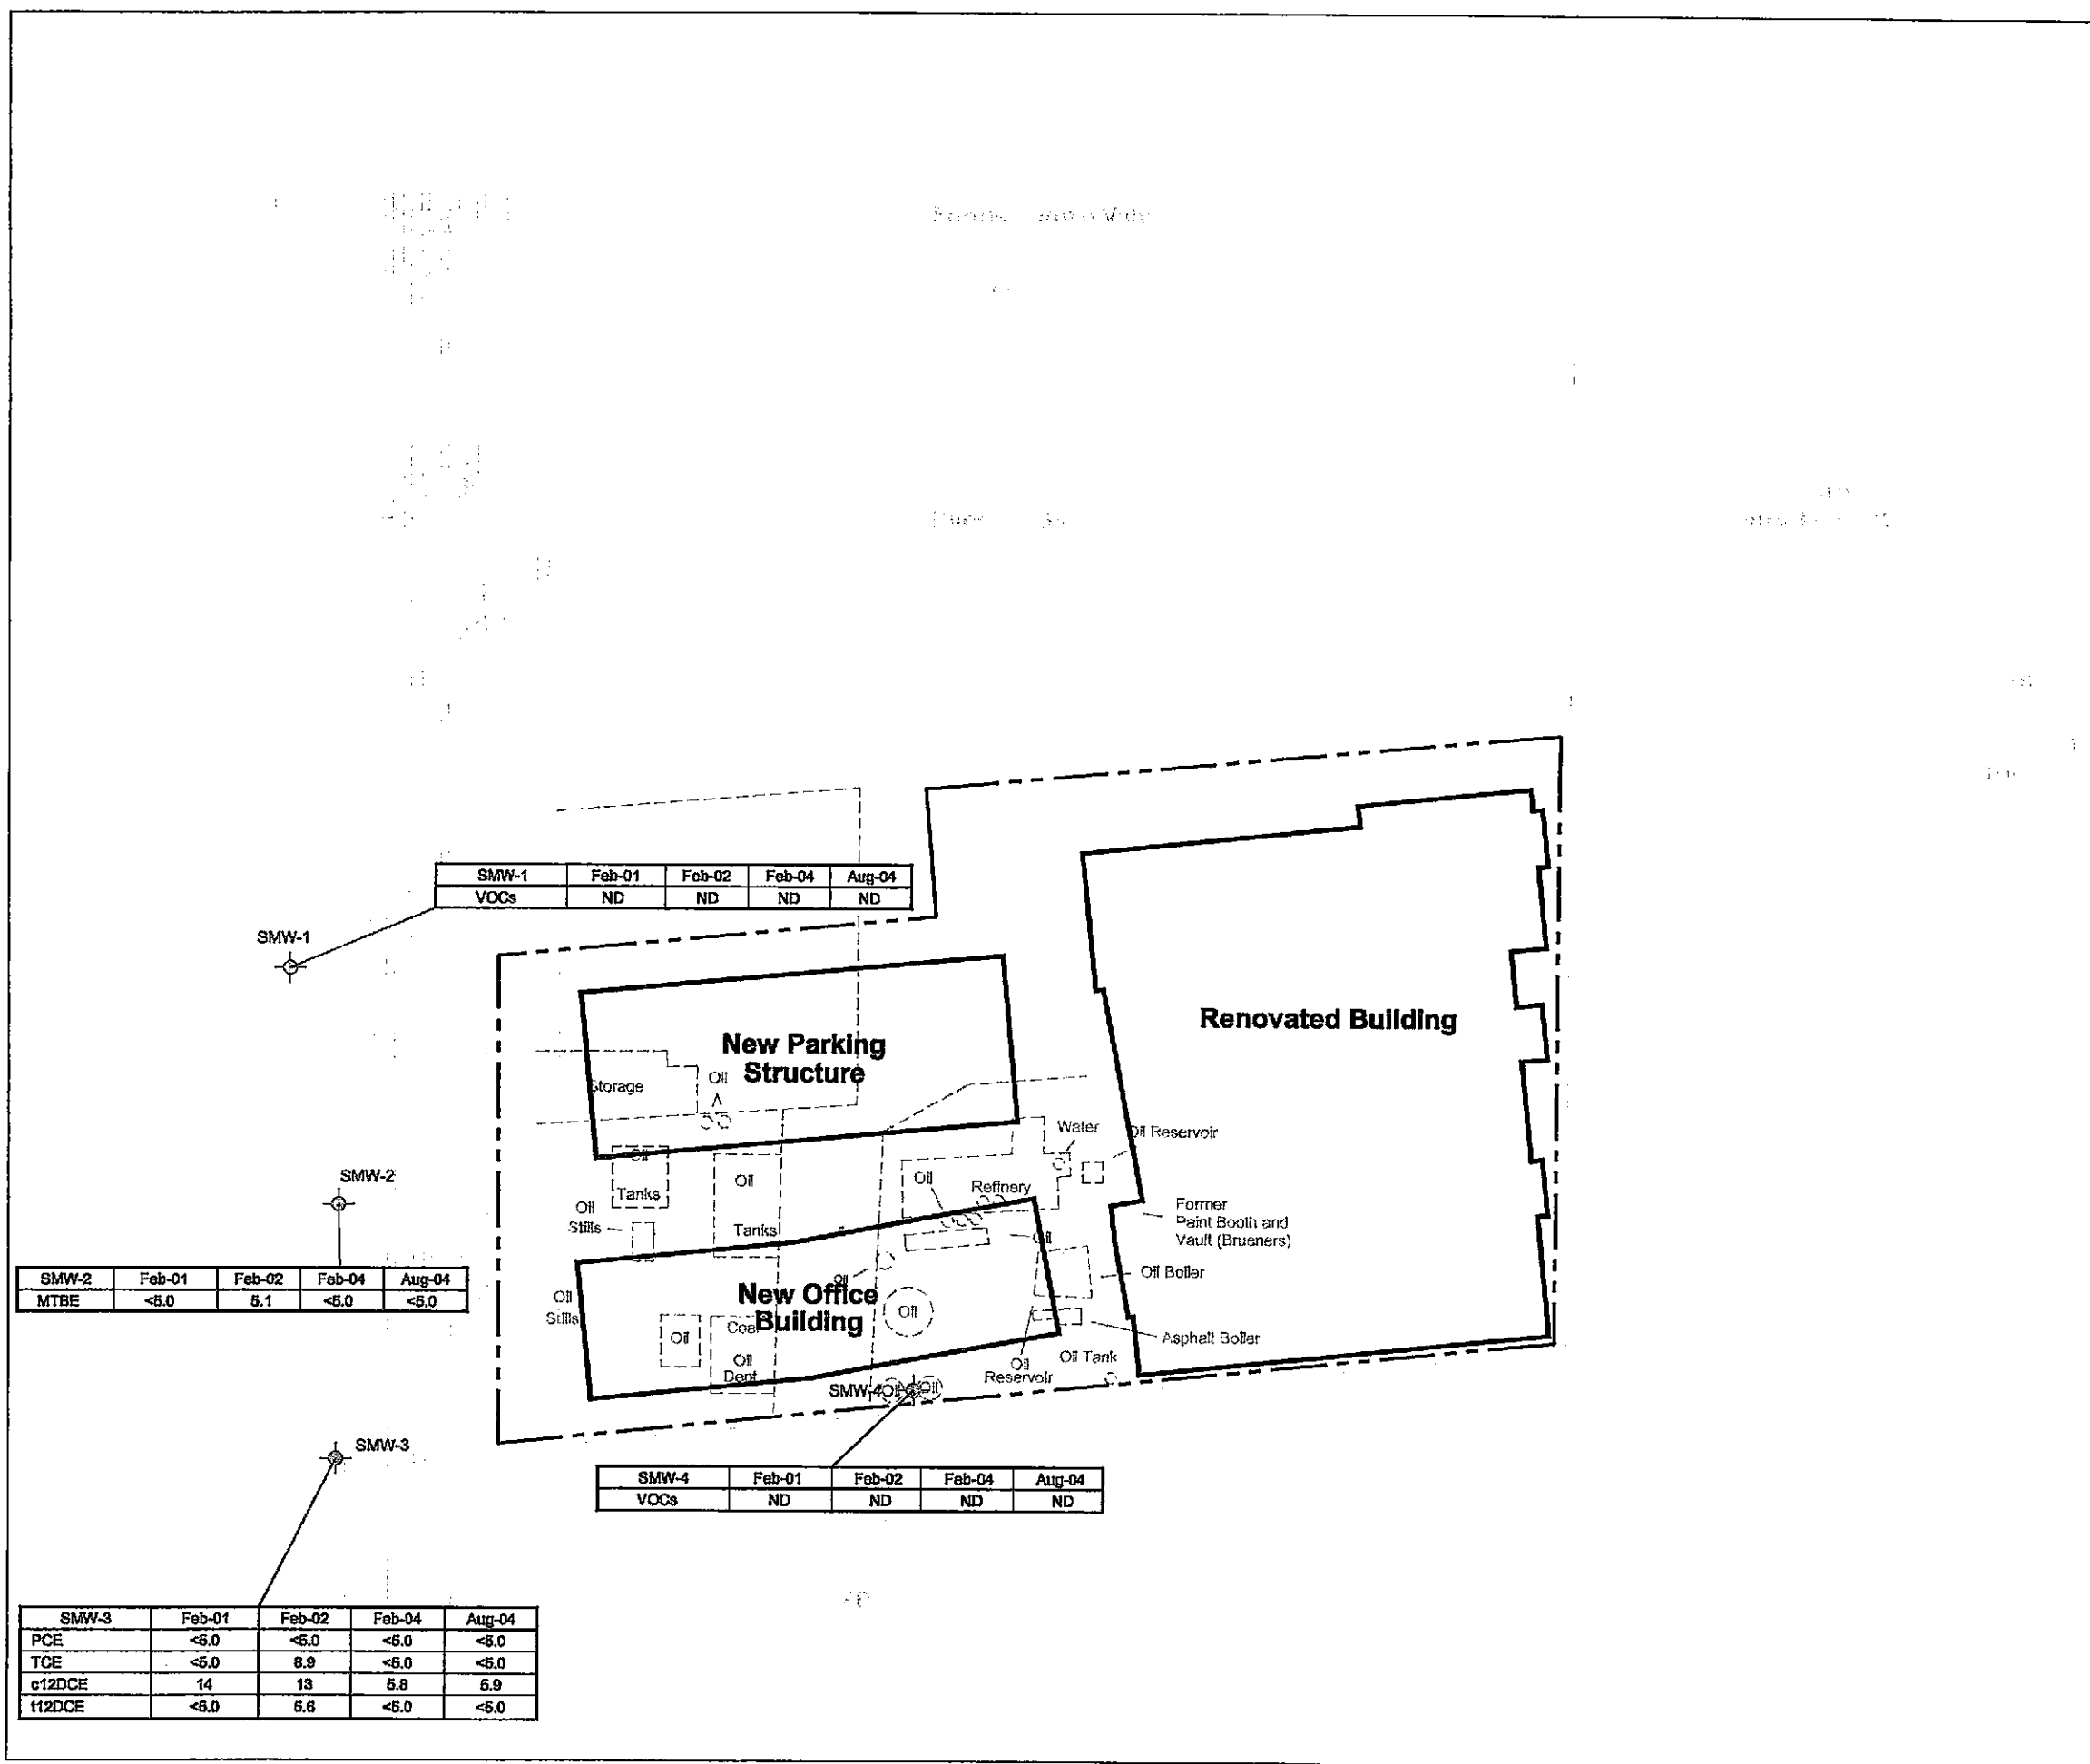 SMW-1 Feb-01 Feb-02 Feb-04 Aug-04
VOCs ND ND ND ND
SMW-1
New Parking
Structure
Renovated Building
Storage
Oil
Water
Oil Reservoir
SMW-2
Oil
Tanks
Oil
Tanks
Oil
Stills
Oil
Refinery
Former
Paint Booth and
Vault (Brueners)
Oil
Oil Boiler
SMW-2 Feb-01 Feb-02 Feb-04 Aug-04
MTBE <5.0 5.1 <5.0 <5.0
Oil
Stills
Oil
New Office
Building
Oil
Oil
Coal
Oil
Dept
Asphalt Boiler
Oil Tank
Oil
Reservoir
SMW-4
Oil
Oil
SMW-3
SMW-4 Feb-01 Feb-02 Feb-04 Aug-04
VOCs ND ND ND ND
SMW-3 Feb-01 Feb-02 Feb-04 Aug-04
PCE <5.0 <5.0 <5.0 <5.0
TCE <5.0 <5.0 <5.0
c12DCE 14 13 5.8 5.9
t12DCE <5.0 5.6 <5.0 <5.0